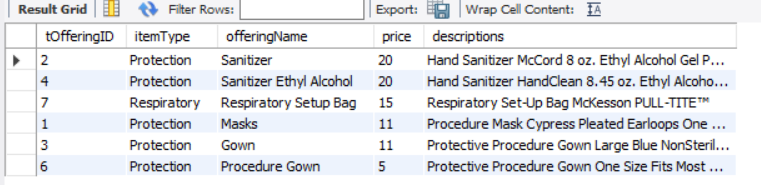 Result Grid Filter Rows: Export: Wrap Cell Content: IA
tOfferingID itemType offeringName price descriptions
2 Protection Sanitizer 20 Hand Sanitizer McCord 8 oz. Ethyl Alcohol Gel P...
4 Protection Sanitizer Ethyl Alcohol 20 Hand Sanitizer HandClean 8.45 oz. Ethyl Alcoho...
7 Respiratory Respiratory Setup Bag 15 Respiratory Set-Up Bag McKesson PULL-TITE™
1 Protection Masks 11 Procedure Mask Cypress Pleated Earloops One ...
3 Protection Gown 11 Protective Procedure Gown Large Blue NonSteril...
6 Protection Procedure Gown 5 Protective Procedure Gown One Size Fits Most ...